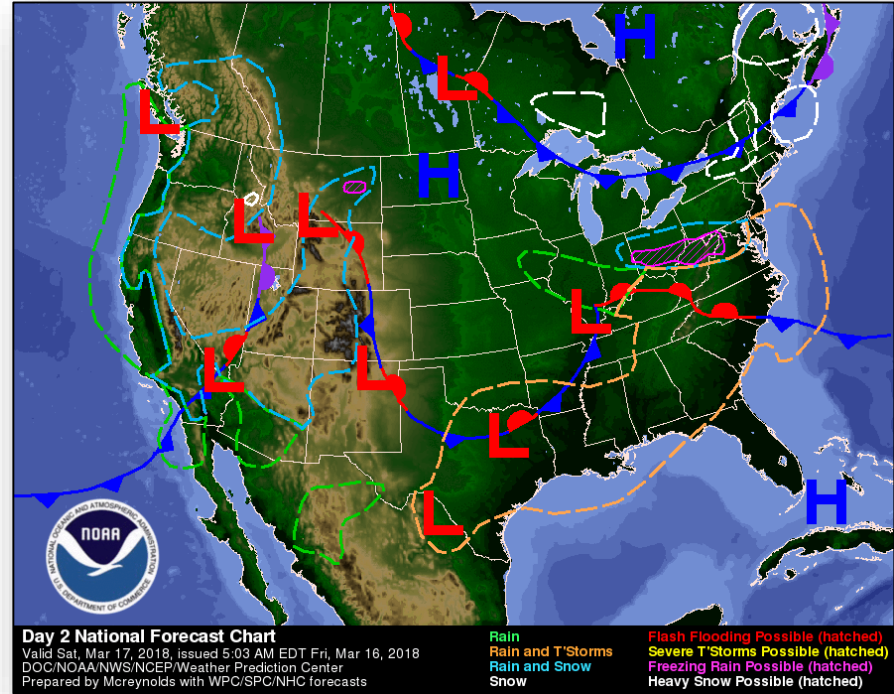 H
L
H
L
L
L
L
L
L
L
H
NATIONAL OCEANIC AND ATMOSPHERIC ADMINISTRATION
NOAA
U.S. DEPARTMENT OF COMMERCE
Day 2 National Forecast Chart
Valid Sat, Mar 17, 2018, issued 5:03 AM EDT Fri, Mar 16, 2018
DOC/NOAA/NWS/NCEP/Weather Prediction Center
Prepared by Mcreynolds with WPC/SPC/NHC forecasts
Rain
Rain and T'Storms
Rain and Snow
Snow
Flash Flooding Possible (hatched)
Severe T'Storms Possible (hatched)
Freezing Rain Possible (hatched)
Heavy Snow Possible (hatched)